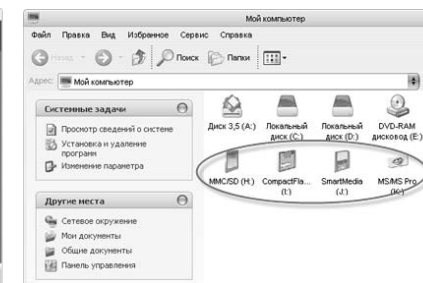 Мой компьютер
Файл Правка Вид Избранное Сервис Справка
Назад Поиск Папки
Адрес: Мой компьютер
Системные задачи
Просмотр сведений о системе
Установка и удаление
программ
Изменение параметра
Другие места
Сетевое окружение
Мои документы
Общие документы
Панель управления
Диск 3,5 (A:) Локальный диск (C:) Локальный диск (D:) DVD-RAM дисковод (E:)
MMC/SD (H:) CompactFla... (I:) SmartMedia (J:) MS/MS Pro (K:)